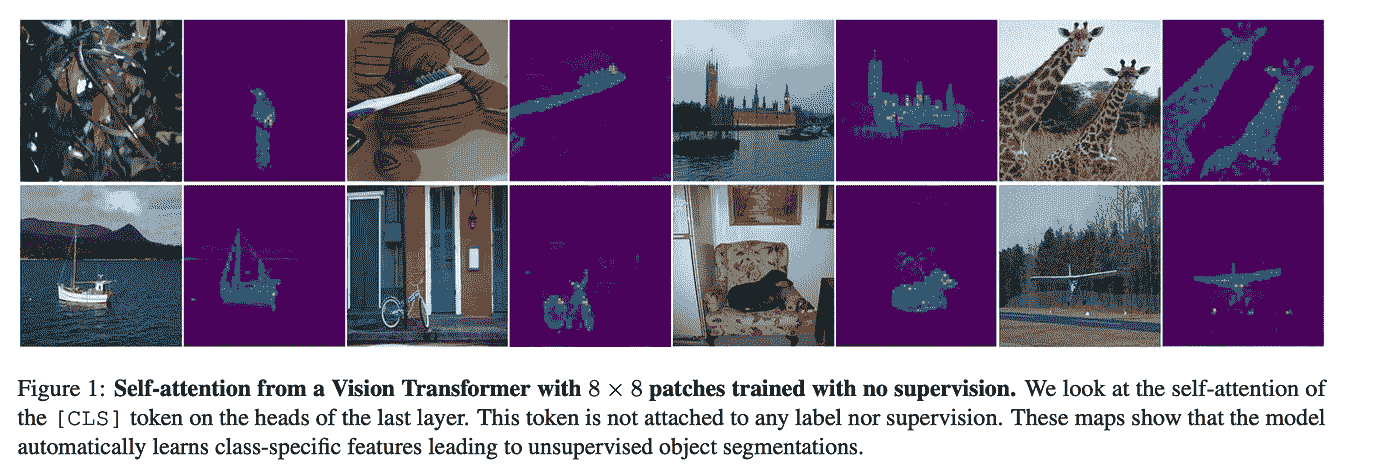 Figure 1: Self-attention from a Vision Transformer with 8 × 8 patches trained with no supervision. We look at the self-attention of
the [CLS] token on the heads of the last layer. This token is not attached to any label nor supervision. These maps show that the model
automatically learns class-specific features leading to unsupervised object segmentations.